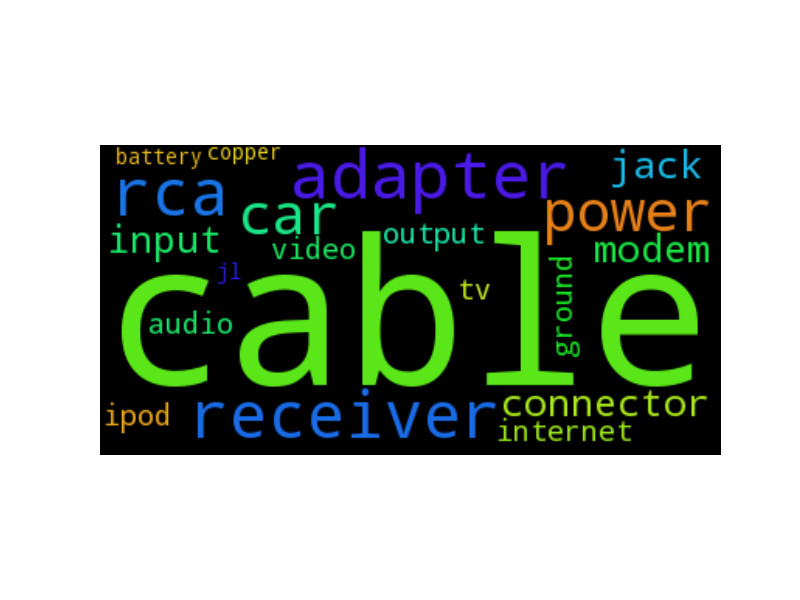 battery copper
adapter
jack
rca
car
power
input
output
video
modem
jl
cable
tv
ground
audio
ipod
receiver
connector
internet